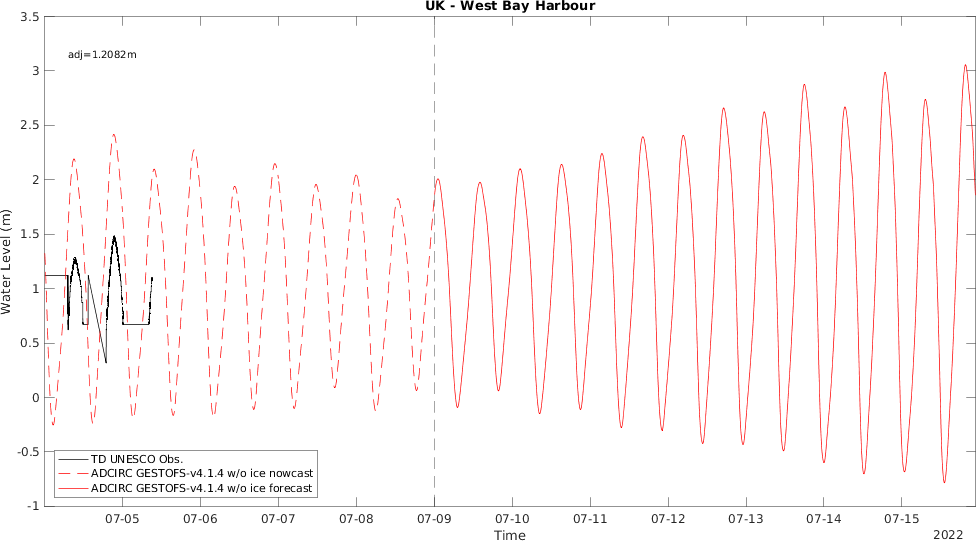 UK - West Bay Harbour
adj=1.2082m
3.5
3
2.5
2
1.5
1
0.5
0
-0.5
-1
Water Level (m)
TD UNESCO Obs.
ADCIRC GESTOFS-v4.1.4 w/o ice nowcast
ADCIRC GESTOFS-v4.1.4 w/o ice forecast
07-05 07-06 07-07 07-08 07-09 07-10 07-11 07-12 07-13 07-14 07-15
Time
2022